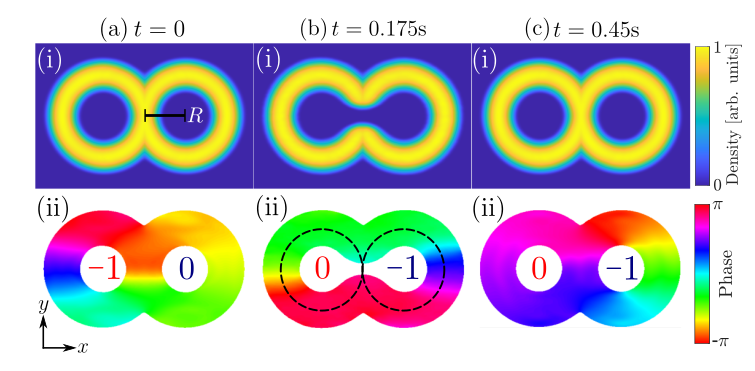 (a) t = 0
(b) t = 0.175s
(c) t = 0.45s
(i)
R
(i)
(i)
1
0
Density [arb. units]
(ii)
-1
0
(ii)
0
-1
(ii)
0
-1
π
-π
Phase
y
x